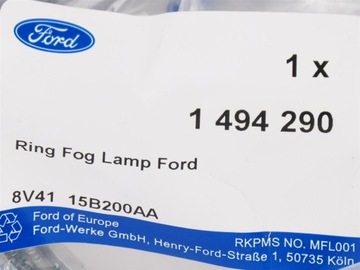 Ford
1 x
1 494 290
Ring Fog Lamp Ford
8V41 15B200AA
Ford of Europe
Ford-Werke GmbH, Henry-Ford-Straße 1, 50735 Köln
RKPMS NO. MFL001